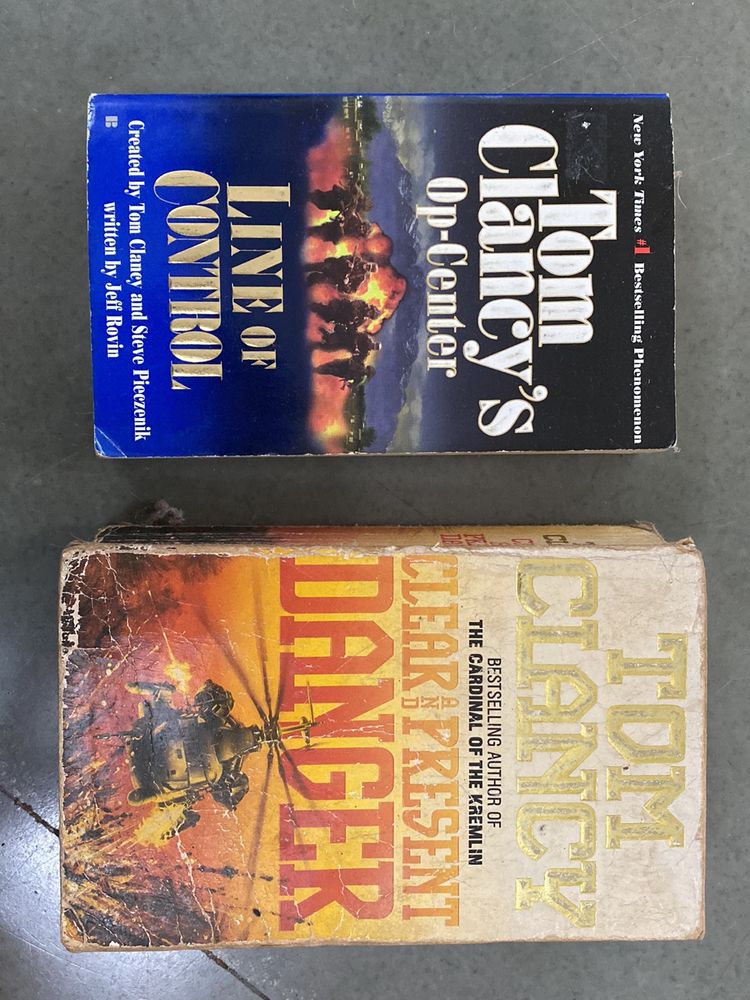 New York Times #1 Bestselling Phenomenon
Tom
Clancy's
Op-Center
LINE OF
CONTROL
Created by Tom Clancy and Steve Pieczenik
written by Jeff Rovin
B
TOM
CLANCY
BESTSELLING AUTHOR OF
THE CARDINAL OF THE KREMLIN
CLEAR AND PRESENT
DANGER